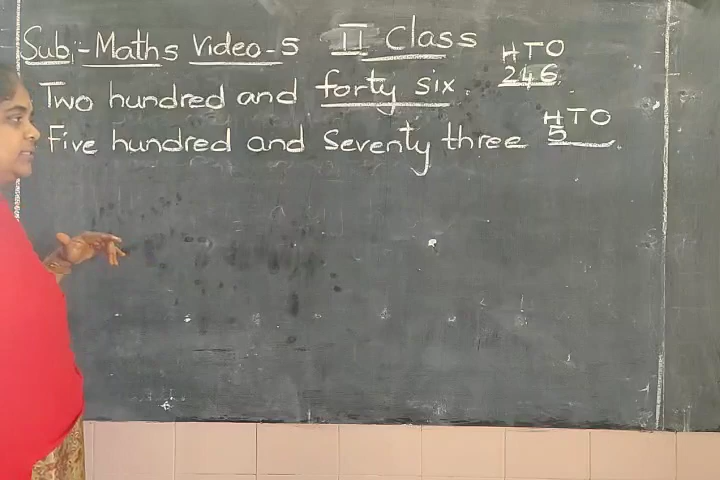 Sub:- Maths Video-5 II Class
HTO
Two hundred and forty six. 246.
HTO
Five hundred and Seventy three 5.